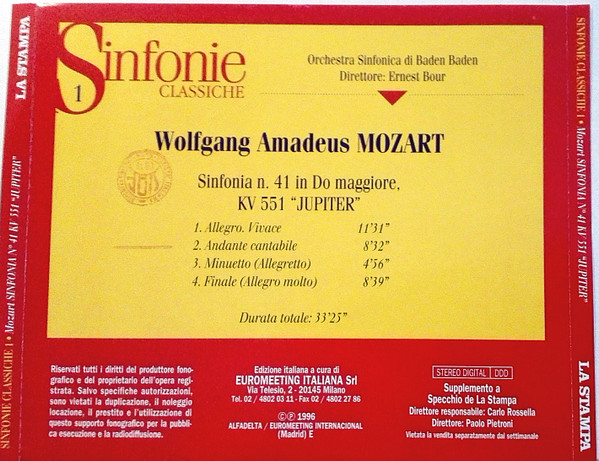 LA STAMPA
SINFONIE CLASSICHE 1 • Mozart SINFONIA N° 41 KV 551 "JUPITER"
Sinfonie
CLASSICHE
1
Orchestra Sinfonica di Baden Baden
Direttore: Ernest Bour
Wolfgang Amadeus MOZART
Sinfonia n. 41 in Do maggiore,
KV 551 "JUPITER"
1. Allegro. Vivace 11'31"
2. Andante cantabile 8'32"
3. Minuetto (Allegretto) 4'56"
4. Finale (Allegro molto) 8'39"
Durata totale: 33'25"
Riservati tutti i diritti del produttore fono-
grafico e del proprietario dell'opera regi-
strata. Salvo specifiche autorizzazioni,
sono vietati la duplicazione, il noleggio
locazione, il prestito e l'utilizzazione di
questo supporto fonografico per la pubbli-
ca esecuzione e la radiodiffusione.
Edizione italiana a cura di
EUROMEETING ITALIANA Srl
Via Telesio, 2 - 20145 Milano
Tel. 02 / 4802 03 11 - Fax 02 / 4802 27 86
©℗ 1996
ALFADELTA / EUROMEETING INTERNATIONAL
(Madrid) E
STEREO DIGITAL DDD
Supplemento a
Specchio de La Stampa
Direttore responsabile: Carlo Rossella
Direttore: Paolo Pietroni
Vietata la vendita separatamente dal settimanale
SINFONIE CLASSICHE 1 • Mozart SINFONIA N° 41 KV 551 "JUPITER"
LA STAMPA